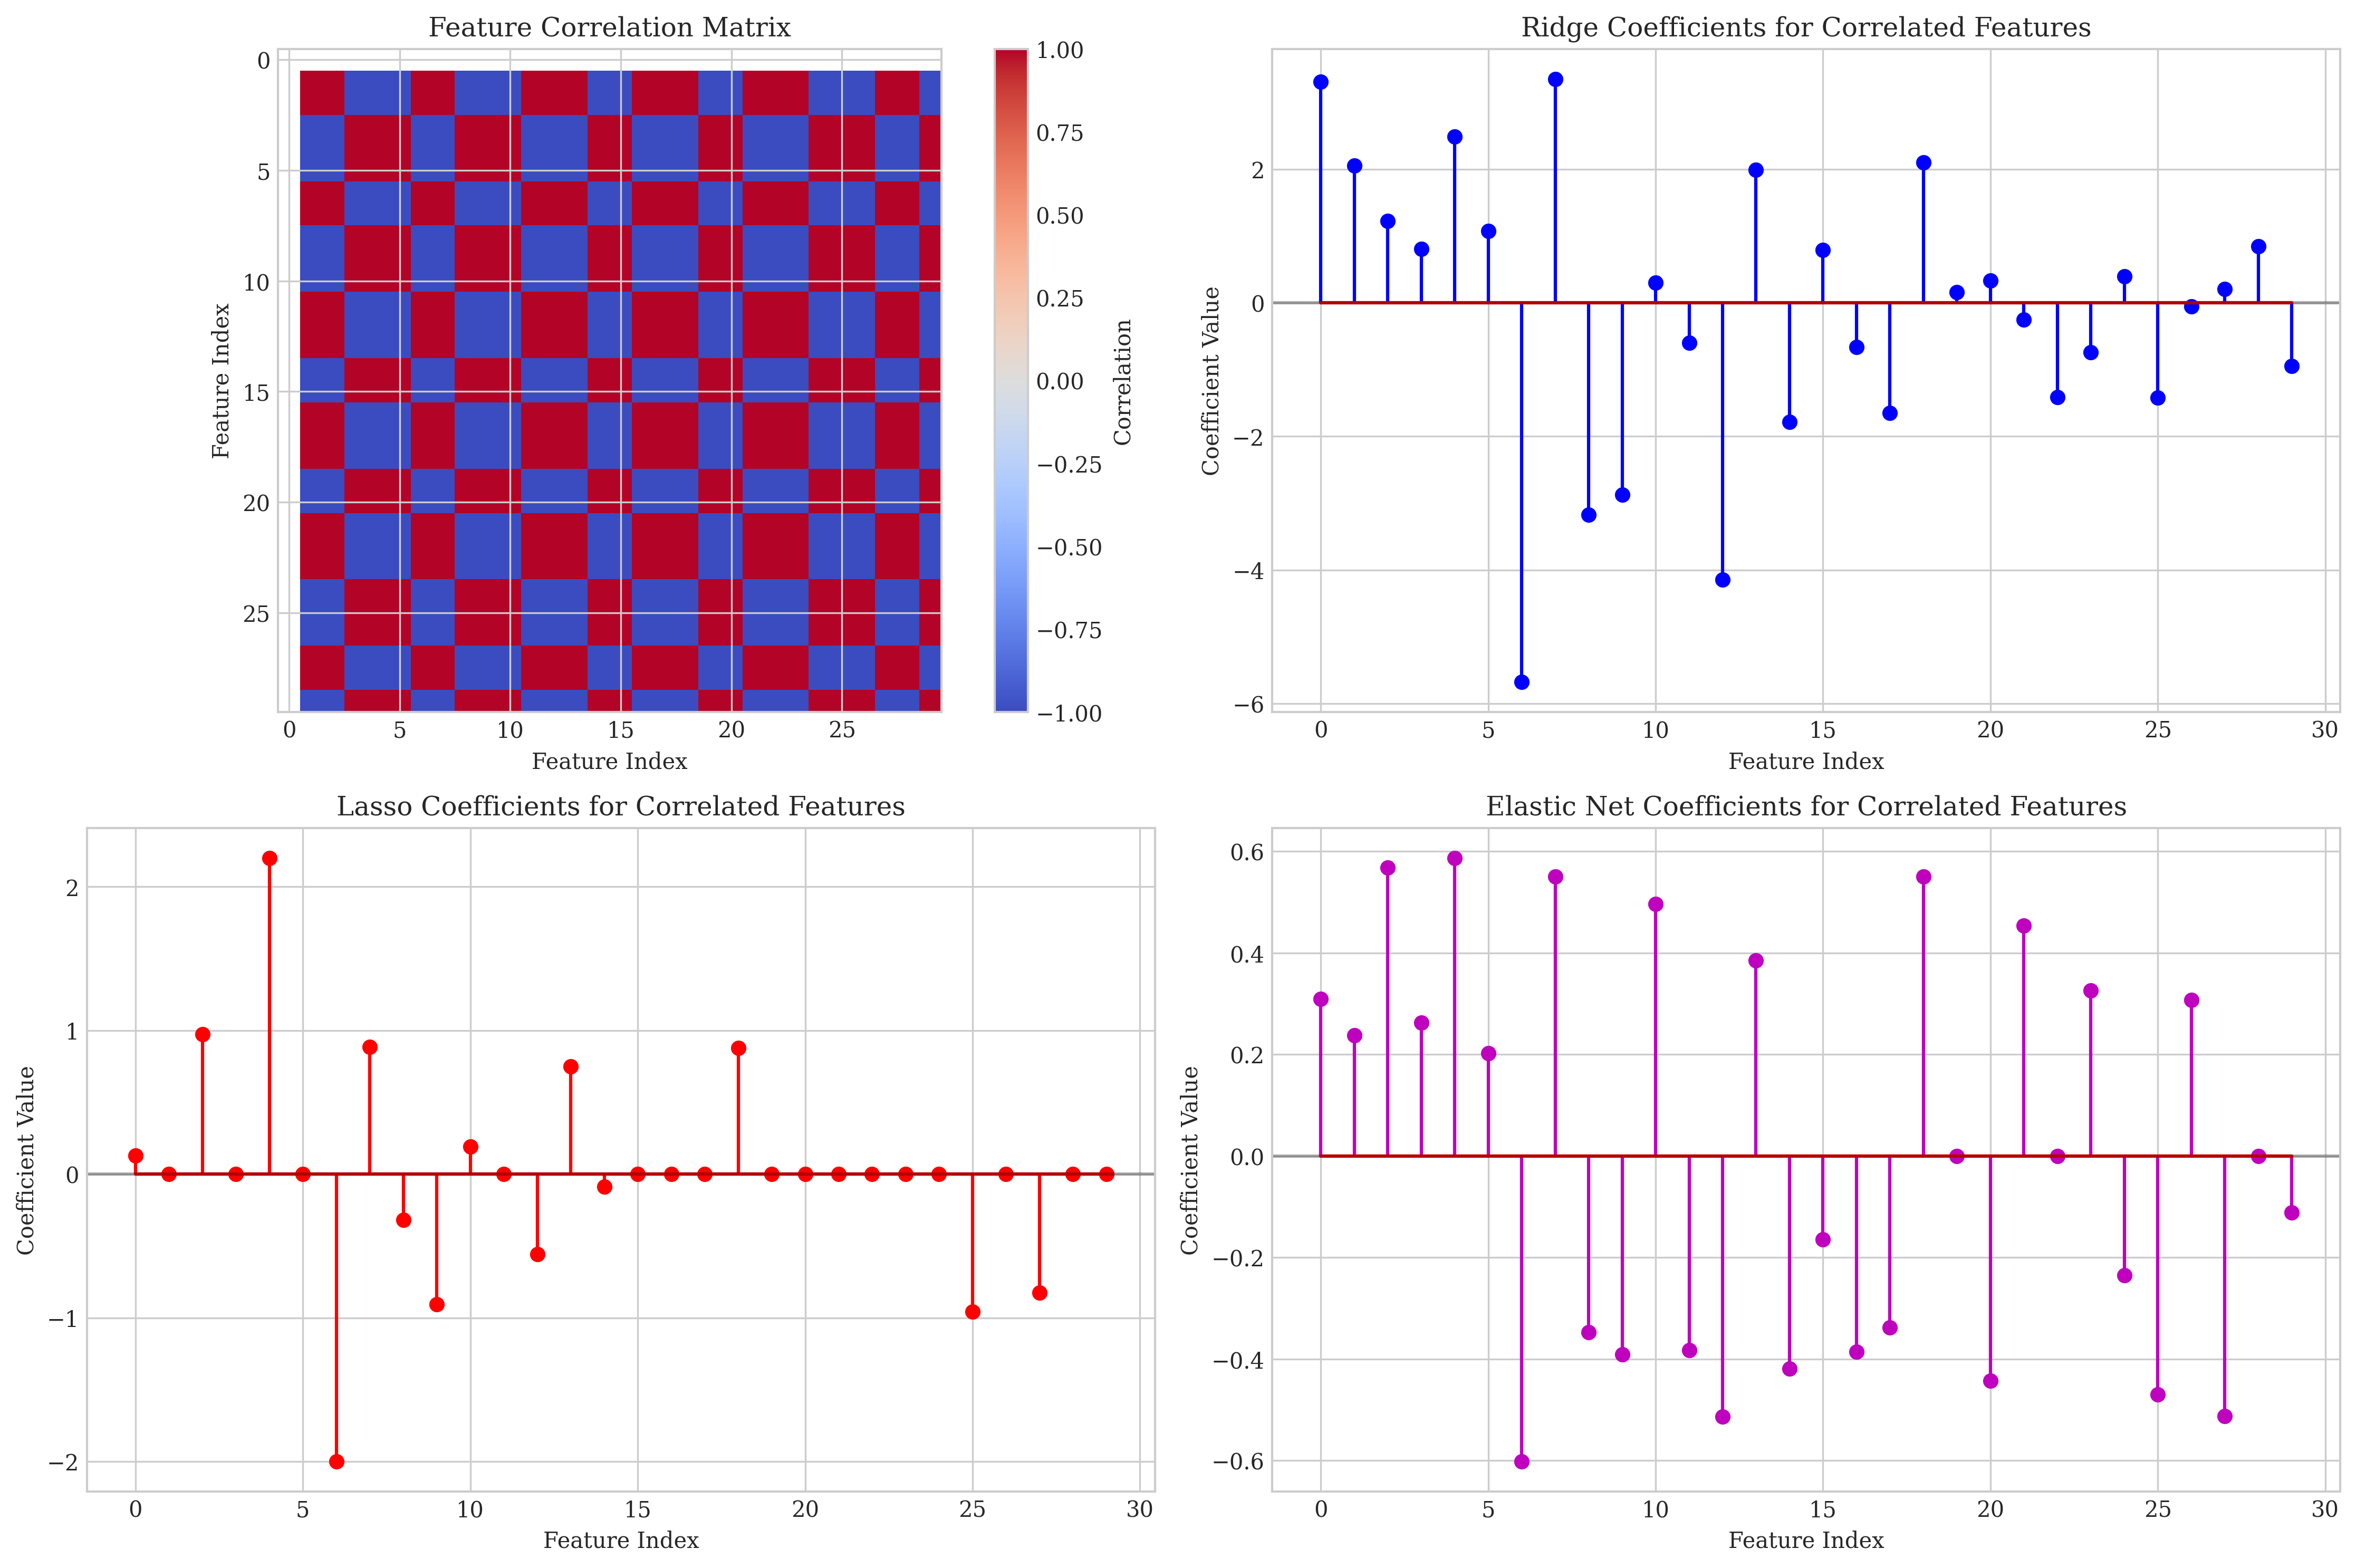 Feature Correlation Matrix
0
5
10
15
20
25
Feature Index
0 5 10 15 20 25
Feature Index
1.00
0.75
0.50
0.25
0.00
−0.25
−0.50
−0.75
−1.00
Correlation
Ridge Coefficients for Correlated Features
2
0
−2
−4
−6
Coefficient Value
0 5 10 15 20 25 30
Feature Index
Lasso Coefficients for Correlated Features
2
1
0
−1
−2
Coefficient Value
0 5 10 15 20 25 30
Feature Index
Elastic Net Coefficients for Correlated Features
0.6
0.4
0.2
0.0
−0.2
−0.4
−0.6
Coefficient Value
0 5 10 15 20 25 30
Feature Index